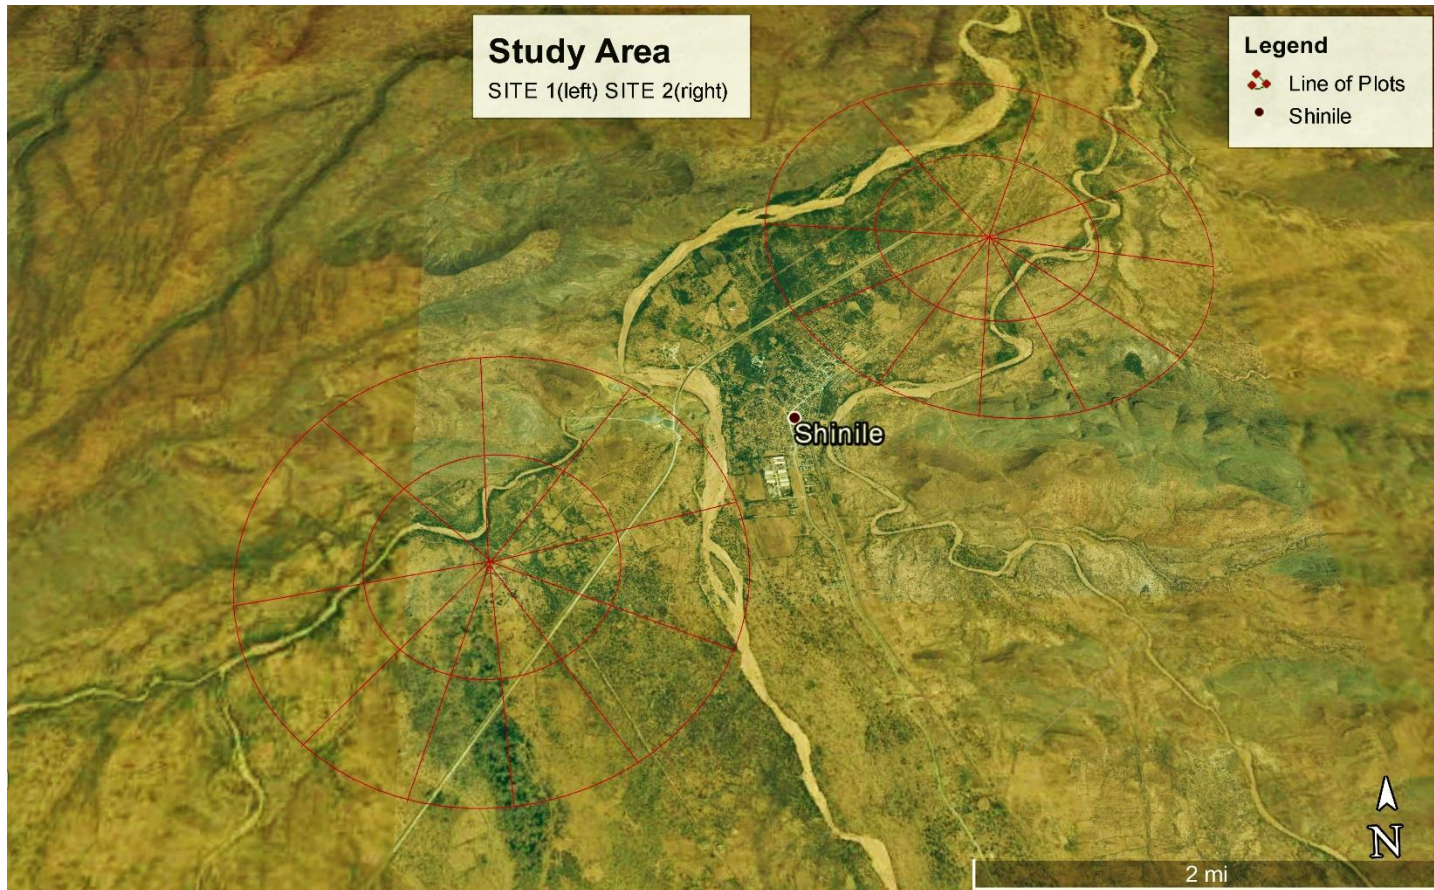 Study Area
SITE 1(left) SITE 2(right)
Legend
Line of Plots
Shinile
Shinile
N
2 mi